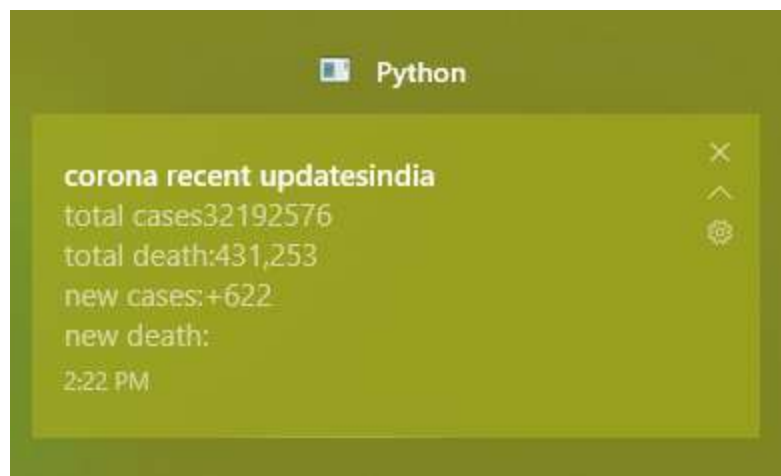 Python
corona recent updatesindia
total cases32192576
total death:431,253
new cases:+622
new death:
2:22 PM